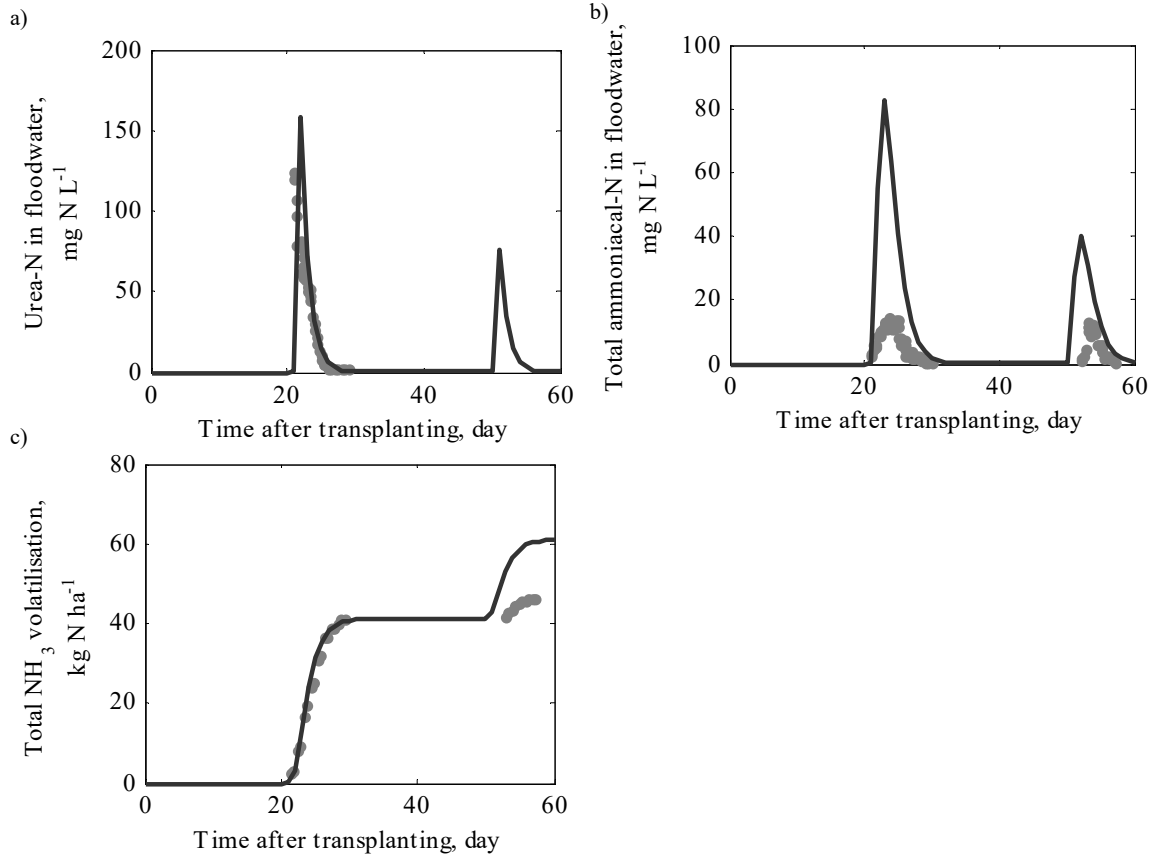 a)
Urea-N in floodwater,
mg N L-1
200
150
100
50
0
0 20 40 60
Time after transplanting, day
b)
Total ammoniacal-N in floodwater,
mg N L-1
100
80
60
40
20
0
0 20 40 60
Time after transplanting, day
c)
Total NH3 volatilisation,
kg N ha-1
80
60
40
20
0
0 20 40 60
Time after transplanting, day